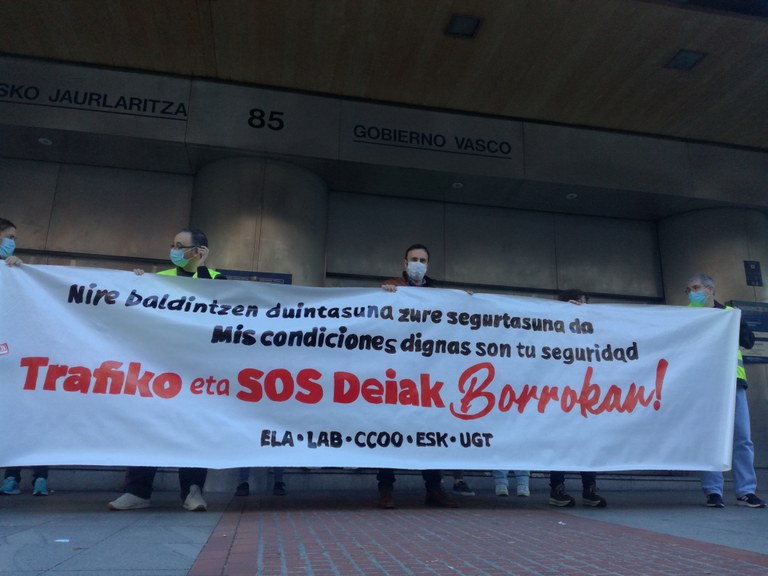 SKO JAURLARITZA
85
GOBIERNO VASCO
Nire baldintzen duintasuna zure segurtasuna da
Mis condiciones dignas son tu seguridad
Trafiko eta SOS Deiak Borrokan!
ELA • LAB • CCOO • ESK • UGT